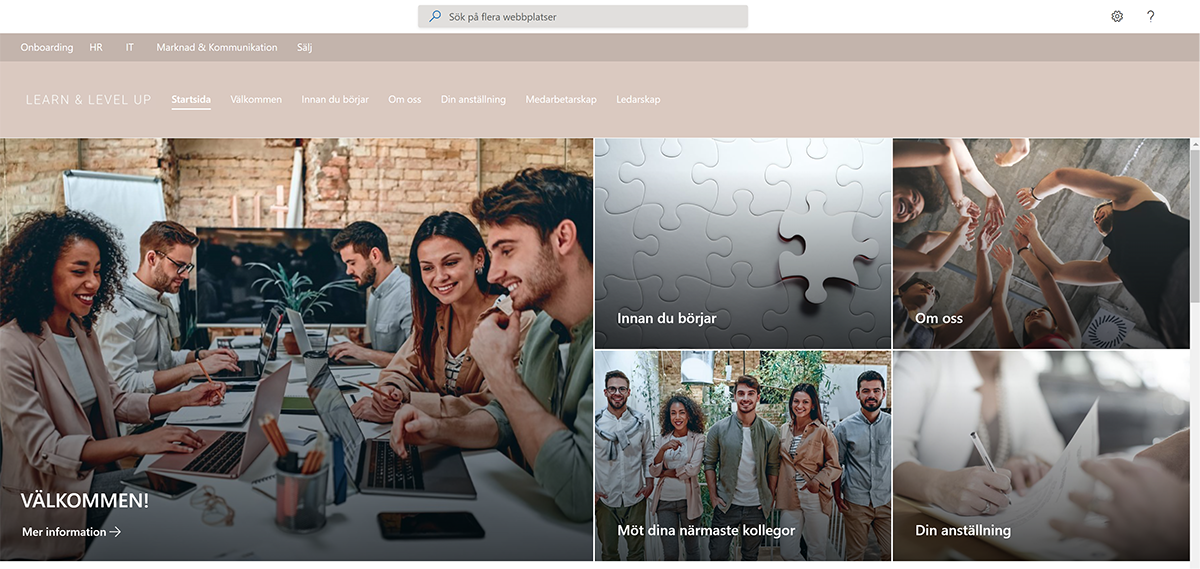 Sök på flera webbplatser
Onboarding HR IT Marknad & Kommunikation Sälj
LEARN & LEVEL UP Startsida Välkommen Innan du börjar Om oss Din anställning Medarbetarskap Ledarskap
VÄLKOMMEN!
Mer information →
Innan du börjar
Om oss
Möt dina närmaste kollegor
Din anställning